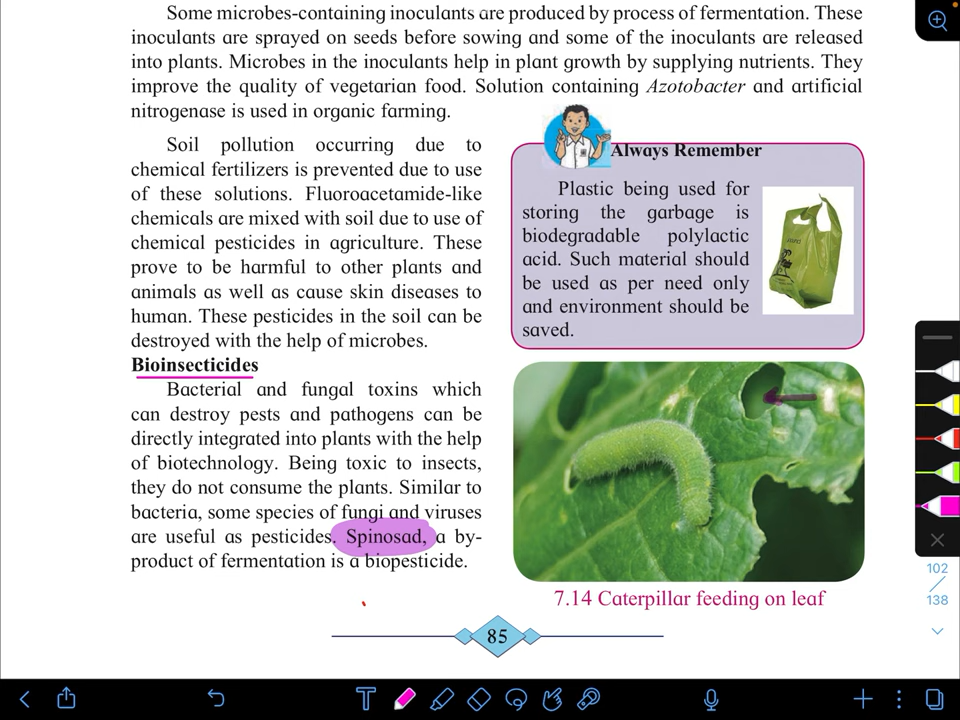 Some microbes-containing inoculants are produced by process of fermentation. These
inoculants are sprayed on seeds before sowing and some of the inoculants are released
into plants. Microbes in the inoculants help in plant growth by supplying nutrients. They
improve the quality of vegetarian food. Solution containing Azotobacter and artificial
nitrogenase is used in organic farming.
Soil pollution occurring due to
chemical fertilizers is prevented due to use
of these solutions. Fluoroacetamide-like
chemicals are mixed with soil due to use of
chemical pesticides in agriculture. These
prove to be harmful to other plants and
animals as well as cause skin diseases to
human. These pesticides in the soil can be
destroyed with the help of microbes.
Bioinsecticides
Bacterial and fungal toxins which
can destroy pests and pathogens can be
directly integrated into plants with the help
of biotechnology. Being toxic to insects,
they do not consume the plants. Similar to
bacteria, some species of fungi and viruses
are useful as pesticides. Spinosad, a by-
product of fermentation is a biopesticide.
Always Remember
Plastic being used for
storing the garbage is
biodegradable polylactic
acid. Such material should
be used as per need only
and environment should be
saved.
7.14 Caterpillar feeding on leaf
85
102
138